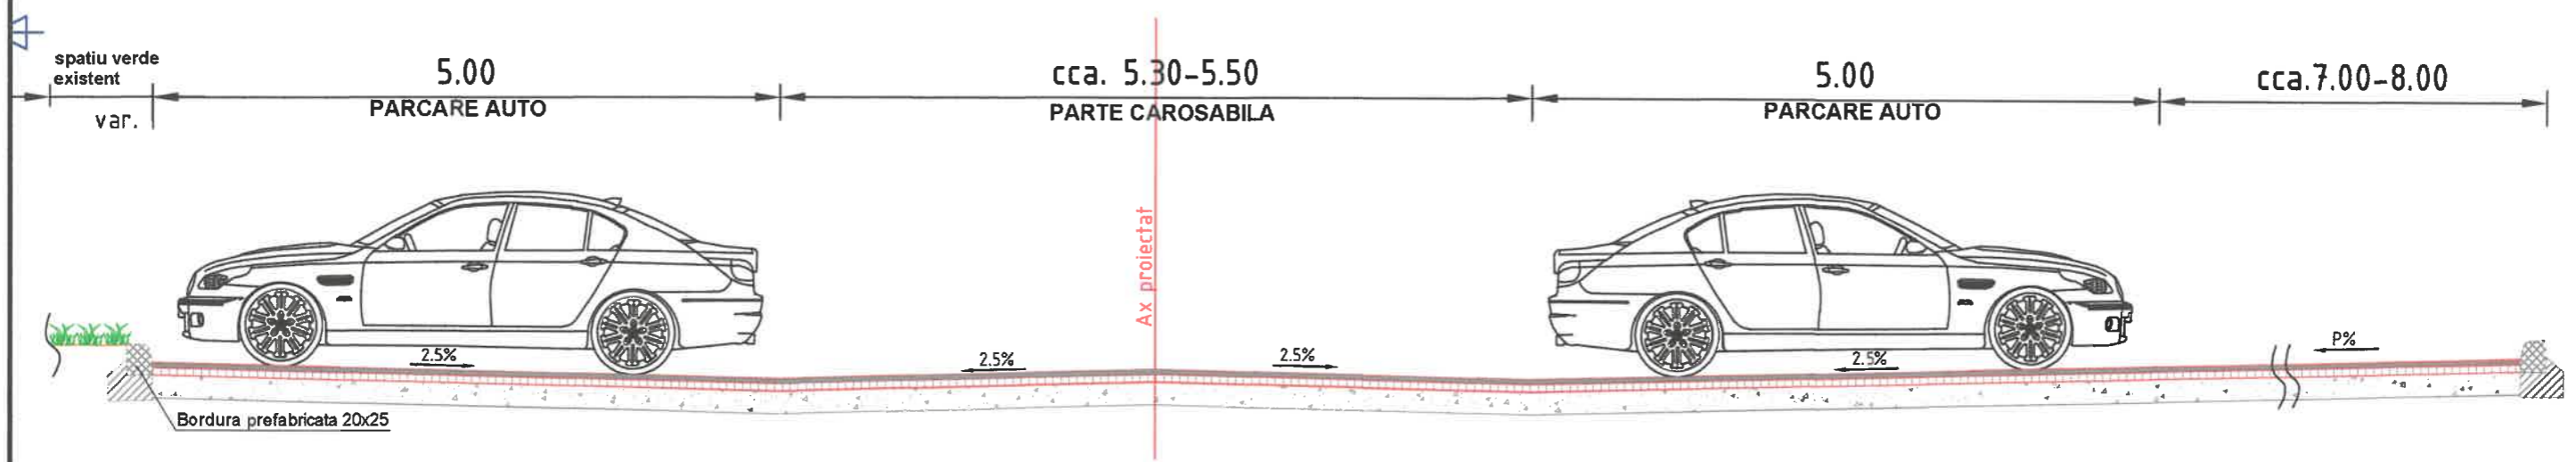 spatiu verde
existent
var.
5.00
PARCARE AUTO
cca. 5.30-5.50
PARTE CAROSABILA
5.00
PARCARE AUTO
cca.7.00-8.00
Ax proiectat
2.5%
2.5%
2.5%
2.5%
P%
Bordura prefabricata 20x25